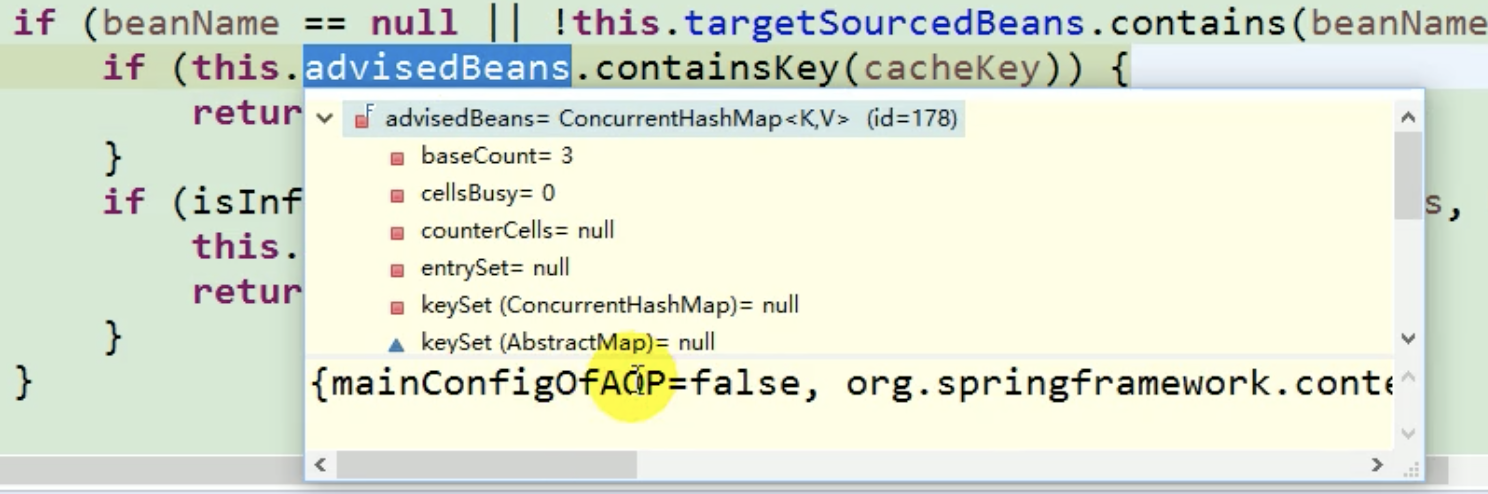 if (beanName == null || !this.targetSourcedBeans.contains(beanName
if (this.advisedBeans.containsKey(cacheKey)) {
retur
advisedBeans= ConcurrentHashMap<K,V> (id=178)
baseCount= 3
}
cellsBusy= 0
if (isInf
s,
counterCells= null
this.
entrySet= null
retur
keySet (ConcurrentHashMap)= null
}
keySet (AbstractMap)= null
}
{mainConfigOfAOP=false, org.springframework.conte